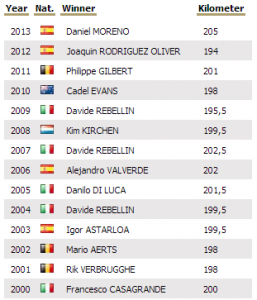 Year Nat. Winner Kilometer
2013 Daniel MORENO 205
2012 Joaquin RODRIGUEZ OLIVER 194
2011 Philippe GILBERT 201
2010 Cadel EVANS 198
2009 Davide REBELLIN 195,5
2008 Kim KIRCHEN 199,5
2007 Davide REBELLIN 202,5
2006 Alejandro VALVERDE 202
2005 Danilo DI LUCA 201,5
2004 Davide REBELLIN 199,5
2003 Igor ASTARLOA 199,5
2002 Mario AERTS 198
2001 Rik VERBRUGGHE 198
2000 Francesco CASAGRANDE 200